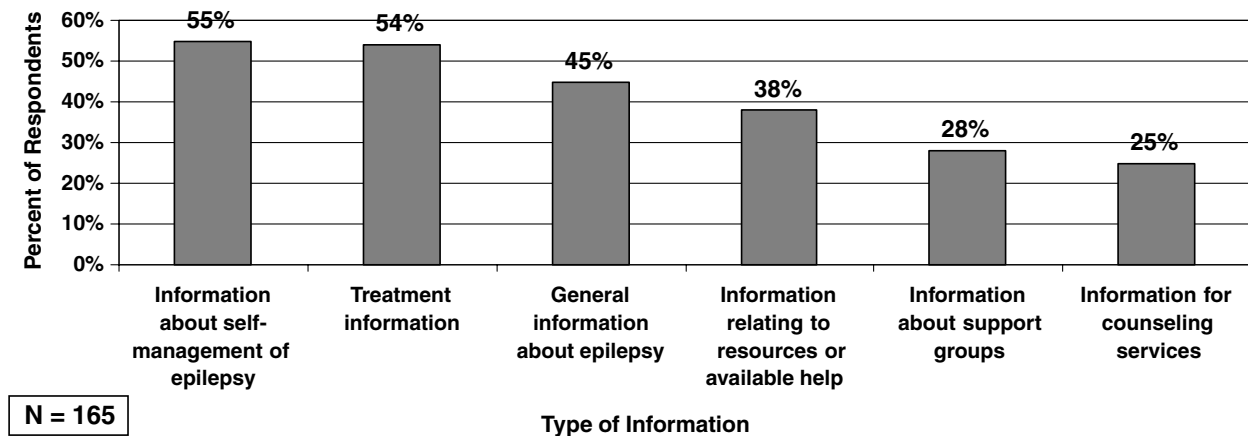 Percent of Respondents
60%
50%
40%
30%
20%
10%
0%
55%
54%
45%
38%
28%
25%
Information
about self-
management of
epilepsy
Treatment
information
General
information
about epilepsy
Information
relating to
resources or
available help
Information
about support
groups
Information for
counseling
services
N = 165
Type of Information